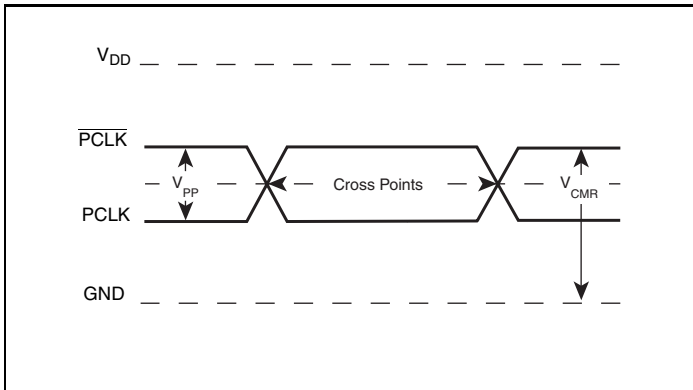 VDD
PCLK
VPP
Cross Points
VCMR
PCLK
GND